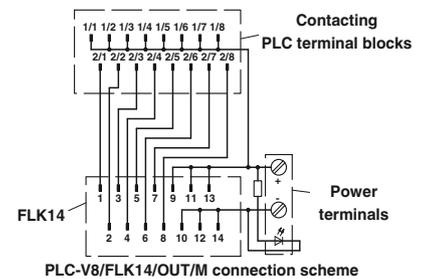 Contacting
PLC terminal blocks
1/1 1/2 1/3 1/4 1/5 1/6 1/7 1/8
2/1 2/2 2/3 2/4 2/5 2/6 2/7 2/8
1 3 5 7 9 11 13
+
-
Power
terminals
FLK14
2 4 6 8 10 12 14
PLC-V8/FLK14/OUT/M connection scheme